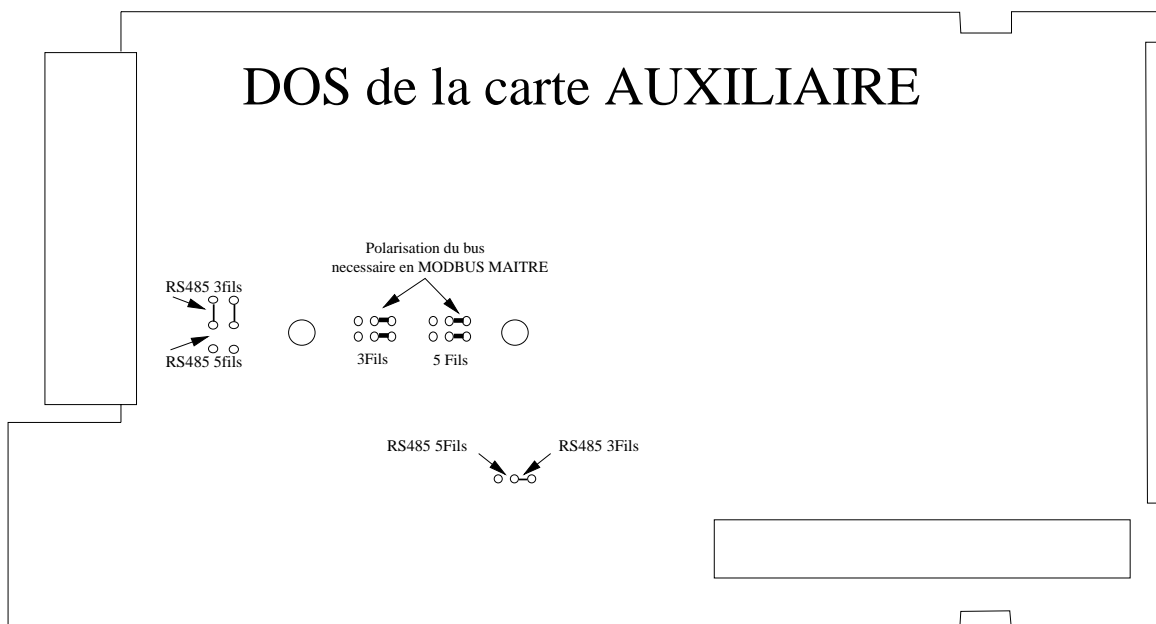 DOS de la carte AUXILIAIRE
Polarisation du bus
necessaire en MODBUS MAITRE
RS485 3fils
RS485 5fils
3Fils
5 Fils
RS485 5Fils
RS485 3Fils